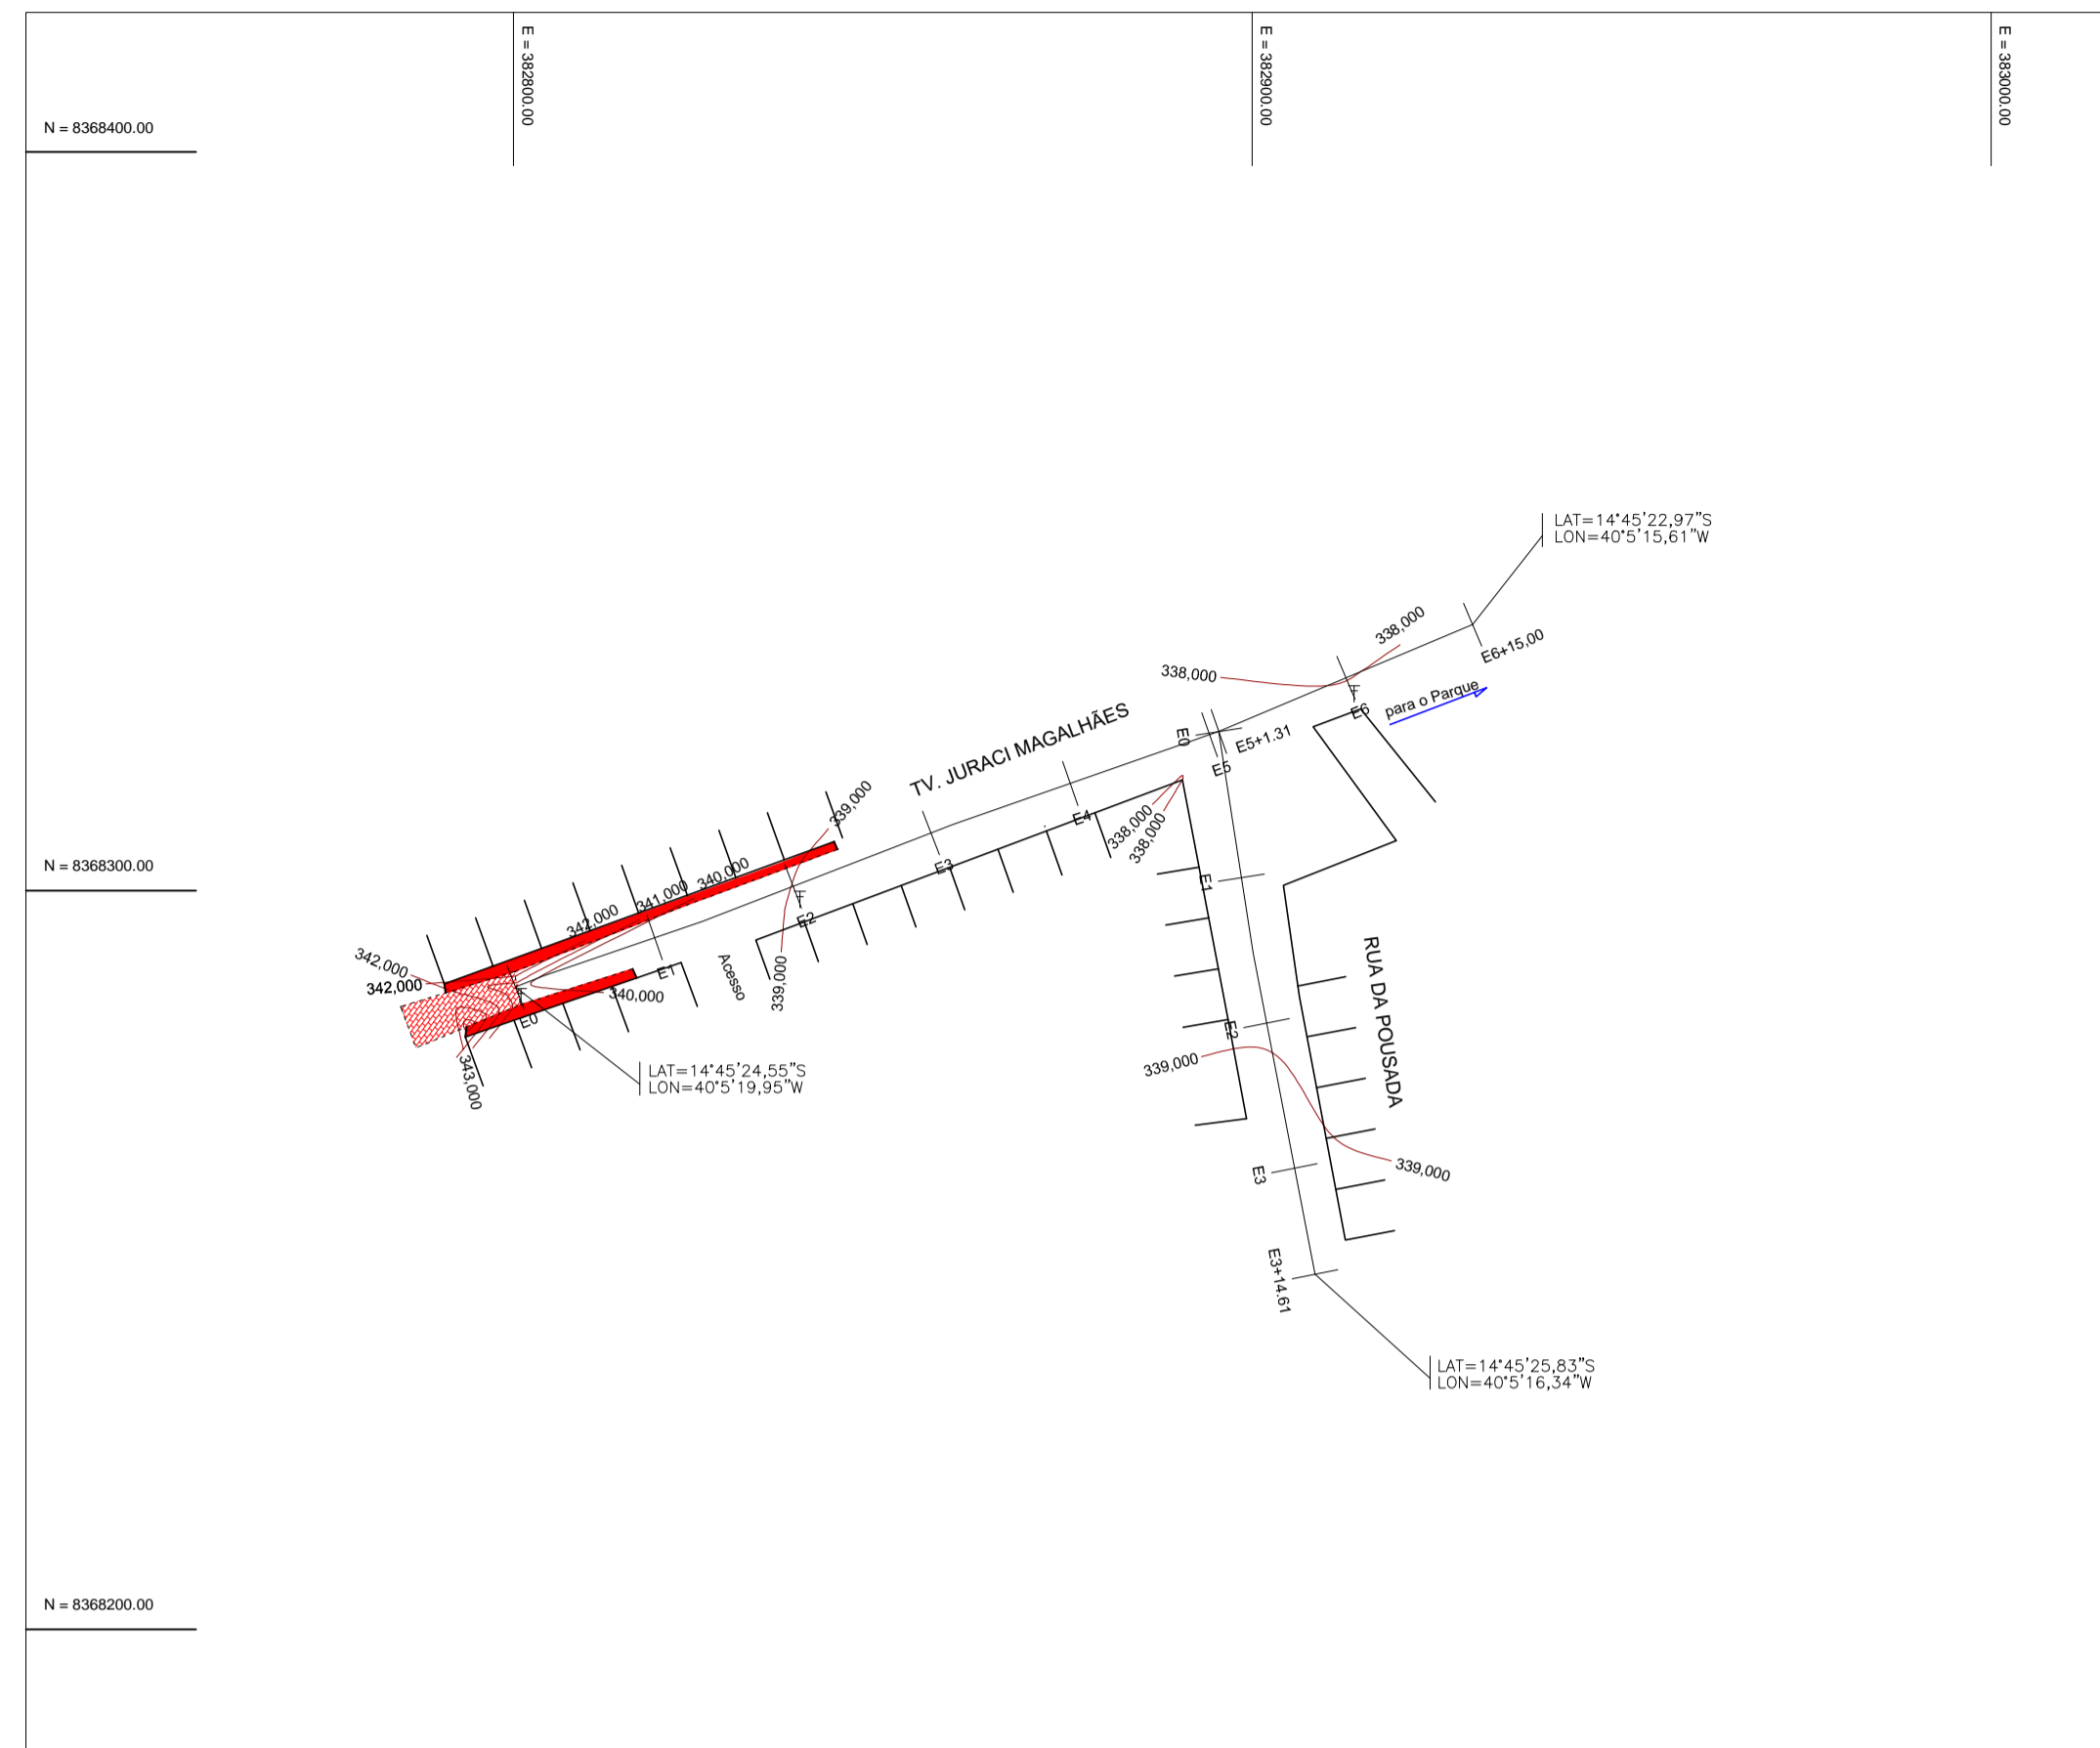 E = 382800.00
E = 382900.00
E = 383000.00
N = 8368400.00
LAT=14°45'22,97"S
LON=40°5'15,61"W
338,000
E6+15,00
338,000
para o Parque
E6
TV. JURACI MAGALHÃES
E0
E5+1.31
E5
339,000
338,000
338,000
E4
E3
E2
E1
N = 8368300.00
340,000
341,000
342,000
342,000
342,000
E1
Acesso
339,000
340,000
E0
343,000
LAT=14°45'24,55"S
LON=40°5'19,95"W
RUA DA POUSADA
E2
339,000
E3
339,000
E3+14.61
LAT=14°45'25,83"S
LON=40°5'16,34"W
N = 8368200.00